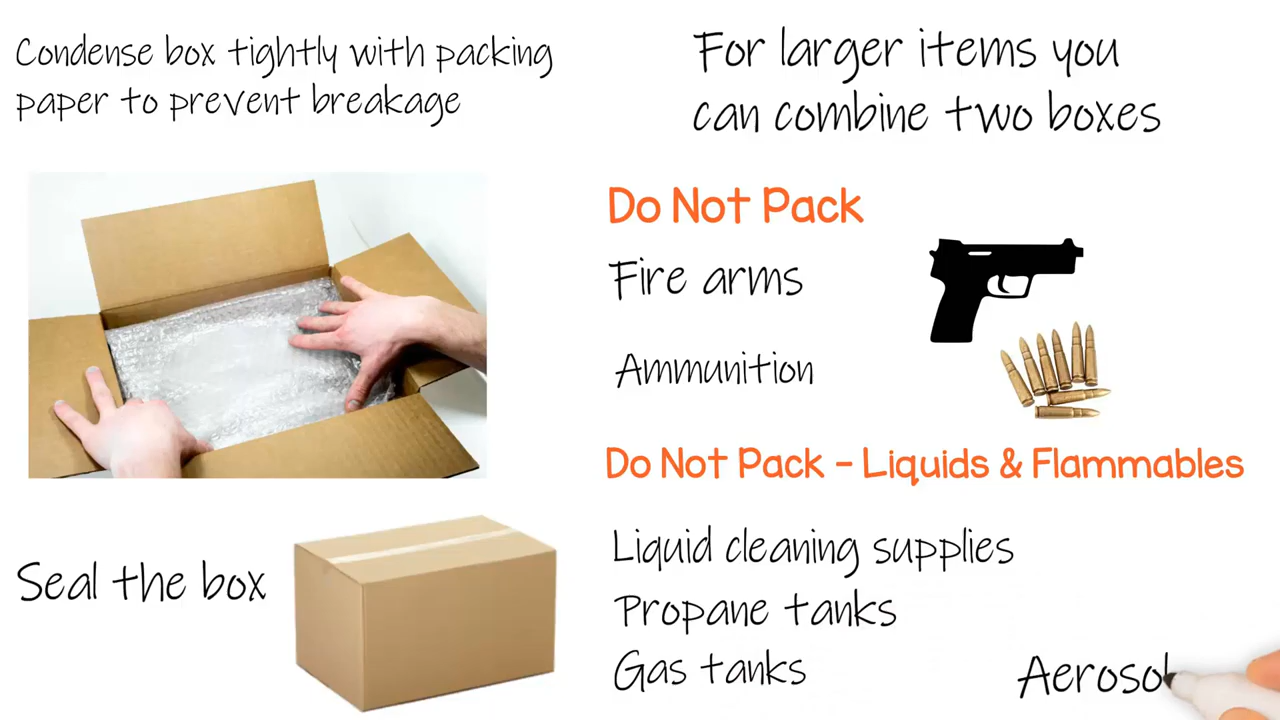 Condense box tightly with packing
paper to prevent breakage
Seal the box
For larger items you
can combine two boxes
Do Not Pack
Fire arms
Ammunition
Do Not Pack - Liquids & Flammables
Liquid cleaning supplies
Propane tanks
Gas tanks
Aerosol